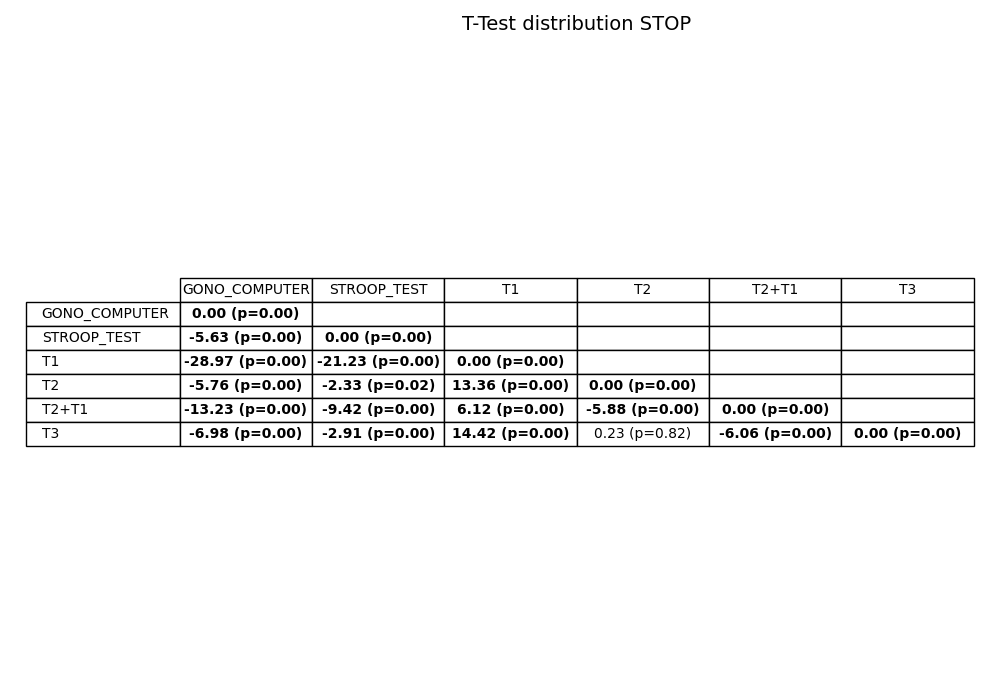 T-Test distribution STOP
GONO_COMPUTER STROOP_TEST T1 T2 T2+T1 T3
GONO_COMPUTER 0.00 (p=0.00)
STROOP_TEST -5.63 (p=0.00) 0.00 (p=0.00)
T1 -28.97 (p=0.00) -21.23 (p=0.00) 0.00 (p=0.00)
T2 -5.76 (p=0.00) -2.33 (p=0.02) 13.36 (p=0.00) 0.00 (p=0.00)
T2+T1 -13.23 (p=0.00) -9.42 (p=0.00) 6.12 (p=0.00) -5.88 (p=0.00) 0.00 (p=0.00)
T3 -6.98 (p=0.00) -2.91 (p=0.00) 14.42 (p=0.00) 0.23 (p=0.82) -6.06 (p=0.00) 0.00 (p=0.00)